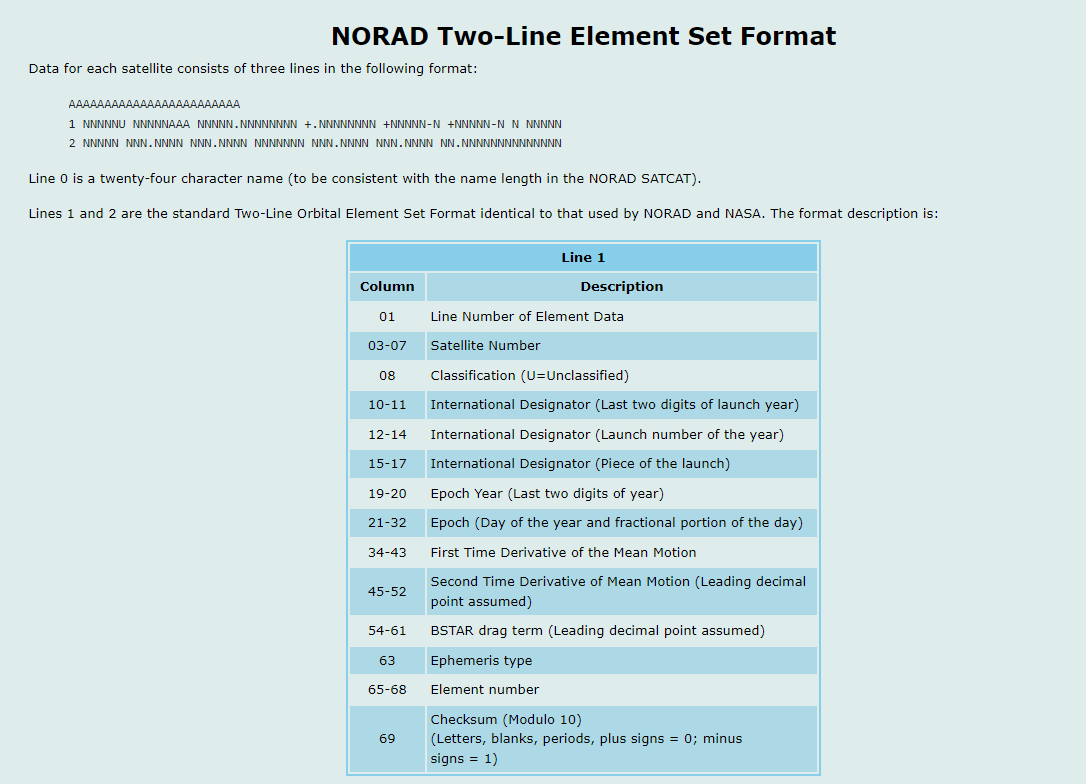 NORAD Two-Line Element Set Format
Data for each satellite consists of three lines in the following format:
AAAAAAAAAAAAAAAAAAAAAAAA
1 NNNNNU NNNNNAAA NNNNN.NNNNNNNN +.NNNNNNNN +NNNNN-N +NNNNN-N N NNNNN
2 NNNNN NNN.NNNN NNN.NNNN NNNNNNN NNN.NNNN NNN.NNNN NN.NNNNNNNNNNNNNN
Line 0 is a twenty-four character name (to be consistent with the name length in the NORAD SATCAT).
Lines 1 and 2 are the standard Two-Line Orbital Element Set Format identical to that used by NORAD and NASA. The format description is:
Line 1
Column Description
01 Line Number of Element Data
03-07 Satellite Number
08 Classification (U=Unclassified)
10-11 International Designator (Last two digits of launch year)
12-14 International Designator (Launch number of the year)
15-17 International Designator (Piece of the launch)
19-20 Epoch Year (Last two digits of year)
21-32 Epoch (Day of the year and fractional portion of the day)
34-43 First Time Derivative of the Mean Motion
45-52 Second Time Derivative of Mean Motion (Leading decimal
point assumed)
54-61 BSTAR drag term (Leading decimal point assumed)
63 Ephemeris type
65-68 Element number
69 Checksum (Modulo 10)
(Letters, blanks, periods, plus signs = 0; minus
signs = 1)